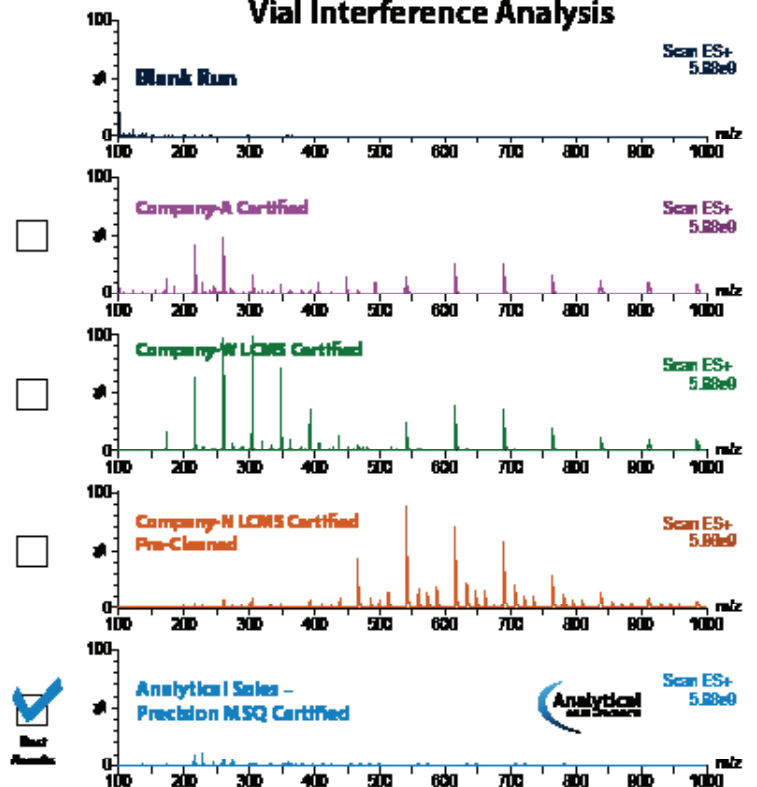 Vial Interference Analysis
100
Scan ES+
5.98e9
%
Blank Run
0
m/z
100 200 300 400 500 600 700 800 900 1000
100
Company-A Certified
Scan ES+
5.98e9
%
0
m/z
100 200 300 400 500 600 700 800 900 1000
100
Company-W LCMS Certified
Scan ES+
5.98e9
%
0
m/z
100 200 300 400 500 600 700 800 900 1000
100
Company-N LCMS Certified
Pre-Cleaned
Scan ES+
5.98e9
%
0
m/z
100 200 300 400 500 600 700 800 900 1000
100
Analytical Sales –
Precision MSQ Certified
Analytical
Scan ES+
5.98e9
%
Best
Results
0
m/z
100 200 300 400 500 600 700 800 900 1000